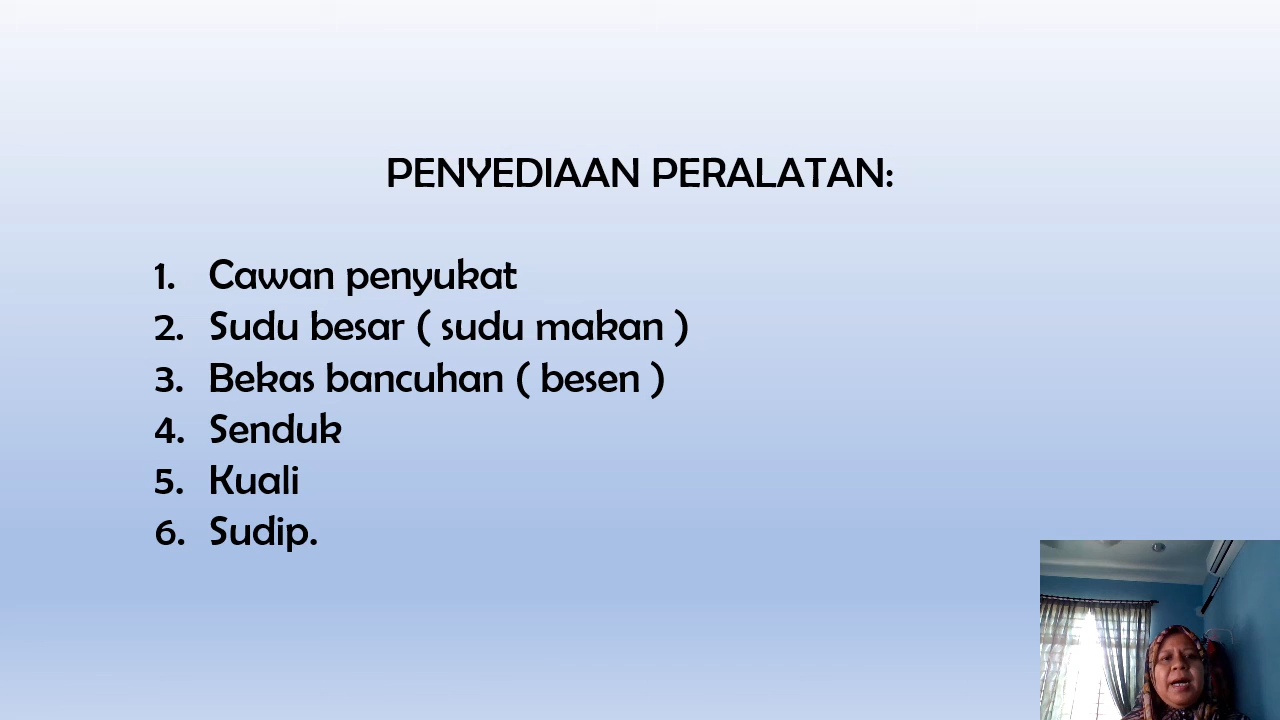 PENYEDIAAN PERALATAN:
1. Cawan penyukat
2. Sudu besar ( sudu makan )
3. Bekas bancuhan ( besen )
4. Senduk
5. Kuali
6. Sudip.